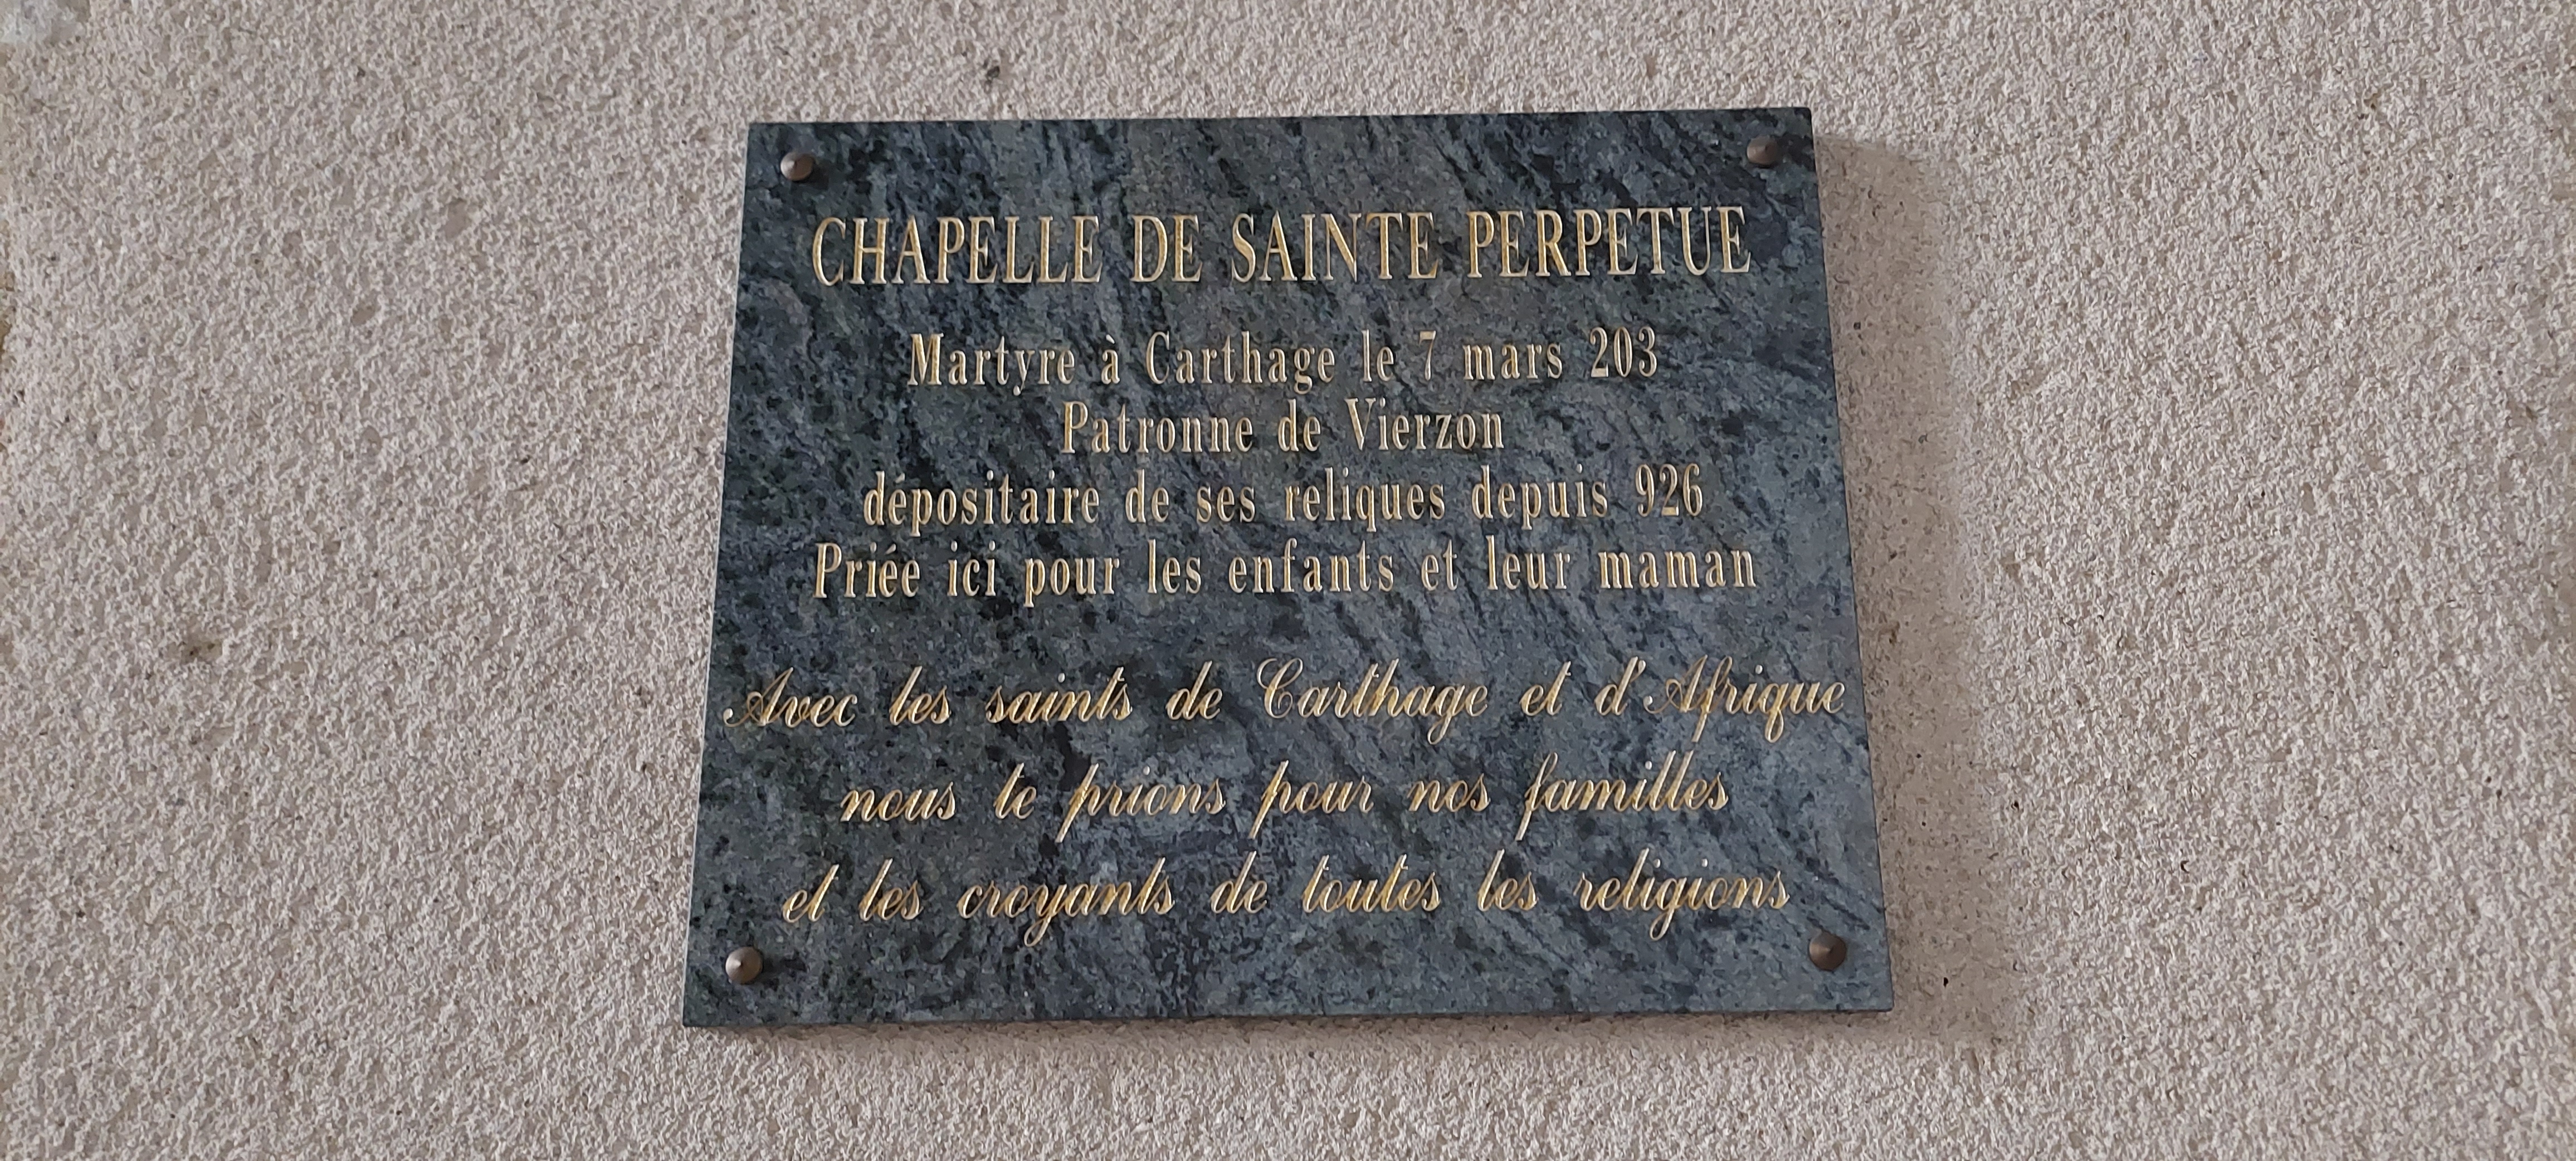 CHAPELLE DE SAINTE PERPETUE
Martyre à Carthage le 7 mars 203
Patronne de Vierzon
dépositaire de ses reliques depuis 926
Priée ici pour les enfants et leur maman
Avec les saints de Carthage et d'Afrique
nous te prions pour nos familles
et les croyants de toutes les religions